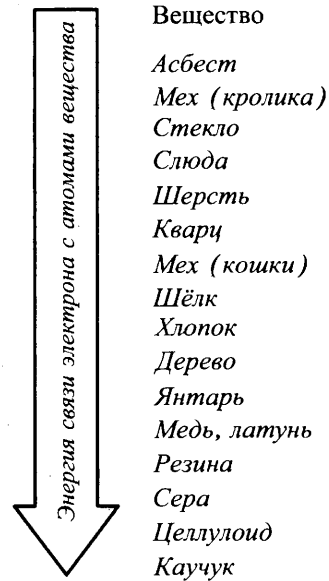 Энергия связи электрона с атомами вещества
Вещество
Асбест
Мех (кролика)
Стекло
Слюда
Шерсть
Кварц
Мех (кошки)
Шёлк
Хлопок
Дерево
Янтарь
Медь, латунь
Резина
Сера
Целлулоид
Каучук